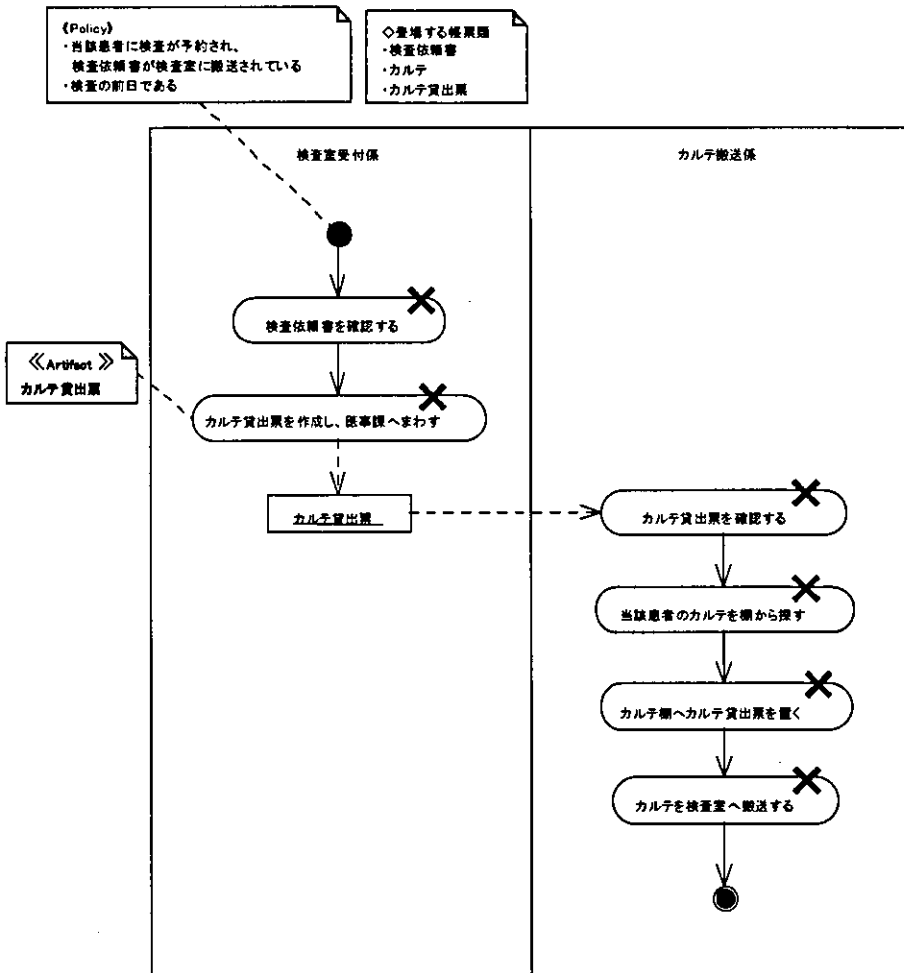 《Policy》
・当該患者に検査が予約され、
検査依頼書が検査室に搬送されている
・検査の前日である
◇登場する帳票類
・検査依頼書
・カルテ
・カルテ貸出票
検査室受付係
カルテ搬送係
検査依頼書を確認する
《Artifact》
カルテ貸出票
カルテ貸出票を作成し、医事課へまわす
カルテ貸出票
カルテ貸出票を確認する
当該患者のカルテを棚から探す
カルテ棚へカルテ貸出票を置く
カルテを検査室へ搬送する